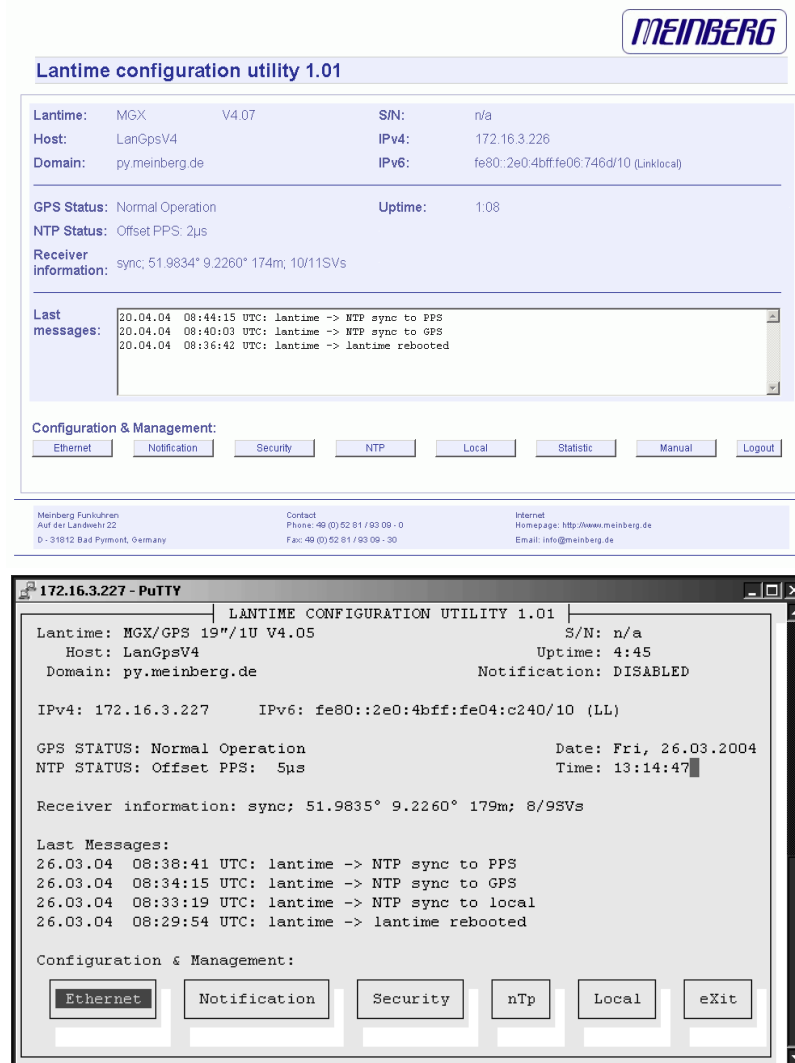 MEINBERG
Lantime configuration utility 1.01
Lantime: MGX V4.07 S/N: n/a
Host: LanGpsV4 IPv4: 172.16.3.226
Domain: py.meinberg.de IPv6: fe80::2e0:4bff:fe06:746d/10 (Linklocal)
GPS Status: Normal Operation Uptime: 1:08
NTP Status: Offset PPS: 2µs
Receiver information: sync; 51.9834° 9.2260° 174m; 10/11SVs
Last messages:
20.04.04 08:44:15 UTC: lantime -> NTP sync to PPS
20.04.04 08:40:03 UTC: lantime -> NTP sync to GPS
20.04.04 08:36:42 UTC: lantime -> lantime rebooted
Configuration & Management:
Ethernet Notification Security NTP Local Statistic Manual Logout
Meinberg Funkuhren Contact Internet
Auf der Landwehr 22 Phone: 49 (0) 52 81 / 93 09 - 0 Homepage: http://www.meinberg.de
D - 31812 Bad Pyrmont, Germany Fax: 49 (0) 52 81 / 93 09 - 30 Email: info@meinberg.de
172.16.3.227 - PuTTY
LANTIME CONFIGURATION UTILITY 1.01
Lantime: MGX/GPS 19"/1U V4.05 S/N: n/a
Host: LanGpsV4 Uptime: 4:45
Domain: py.meinberg.de Notification: DISABLED
IPv4: 172.16.3.227 IPv6: fe80::2e0:4bff:fe04:c240/10 (LL)
GPS STATUS: Normal Operation Date: Fri, 26.03.2004
NTP STATUS: Offset PPS: 5µs Time: 13:14:47
Receiver information: sync; 51.9835° 9.2260° 179m; 8/9SVs
Last Messages:
26.03.04 08:38:41 UTC: lantime -> NTP sync to PPS
26.03.04 08:34:15 UTC: lantime -> NTP sync to GPS
26.03.04 08:33:19 UTC: lantime -> NTP sync to local
26.03.04 08:29:54 UTC: lantime -> lantime rebooted
Configuration & Management:
Ethernet Notification Security nTp Local eXit